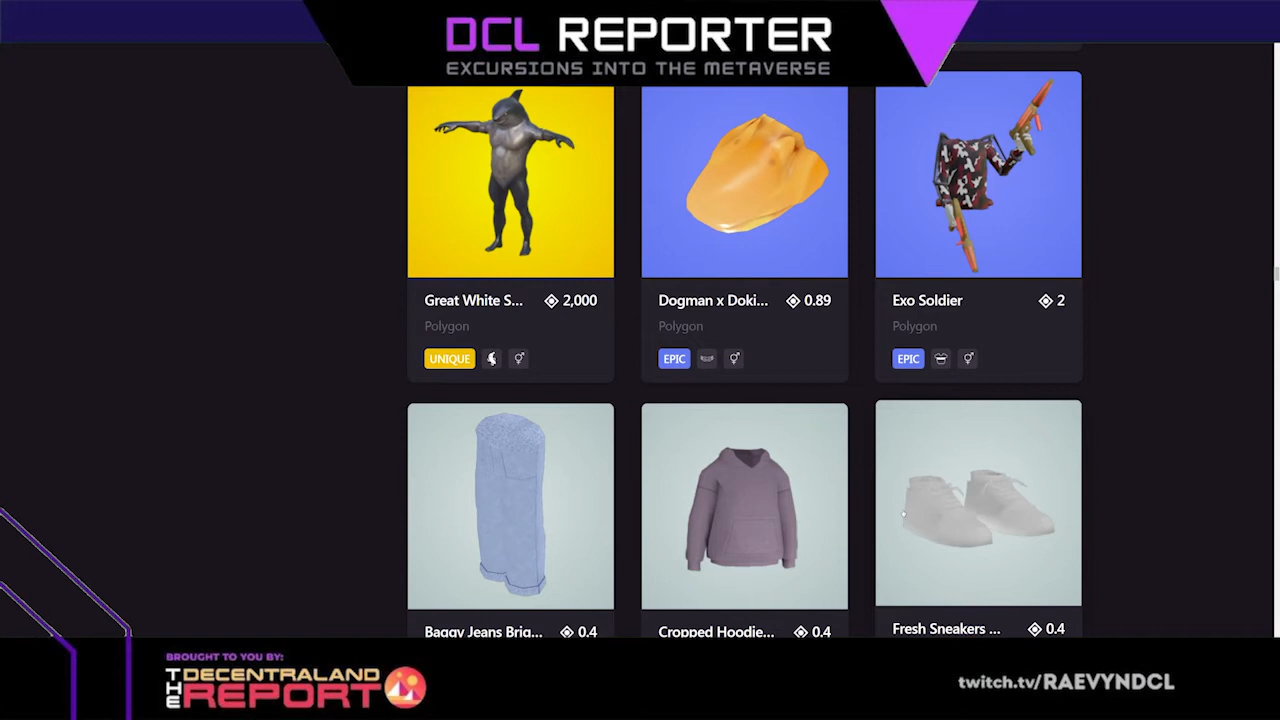 DCL REPORTER
EXCURSIONS INTO THE METAVERSE
Great White S... 2,000
Polygon
UNIQUE
Dogman x Doki... 0.89
Polygon
EPIC
Exo Soldier 2
Polygon
EPIC
Baggy Jeans Brig... 0.4
Cropped Hoodie... 0.4
Fresh Sneakers ... 0.4
BROUGHT TO YOU BY:
THE DECENTRALAND
REPORT
twitch.tv/RAEVYNDCL